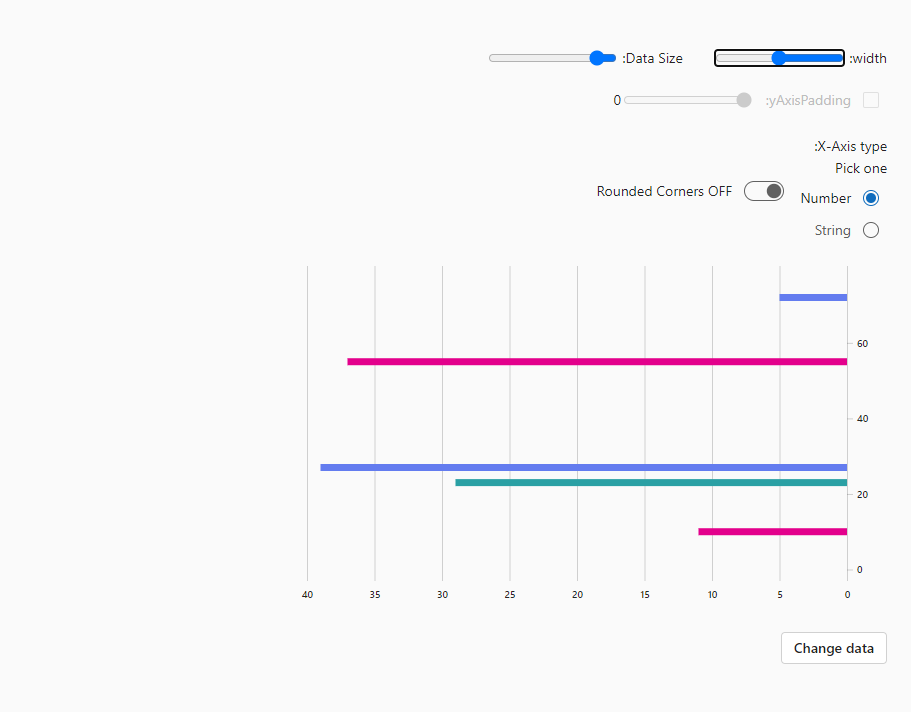 :width
:Data Size
:yAxisPadding
0
:X-Axis type
Pick one
Number
Rounded Corners OFF
String
60
40
20
0
40 35 30 25 20 15 10 5 0
Change data